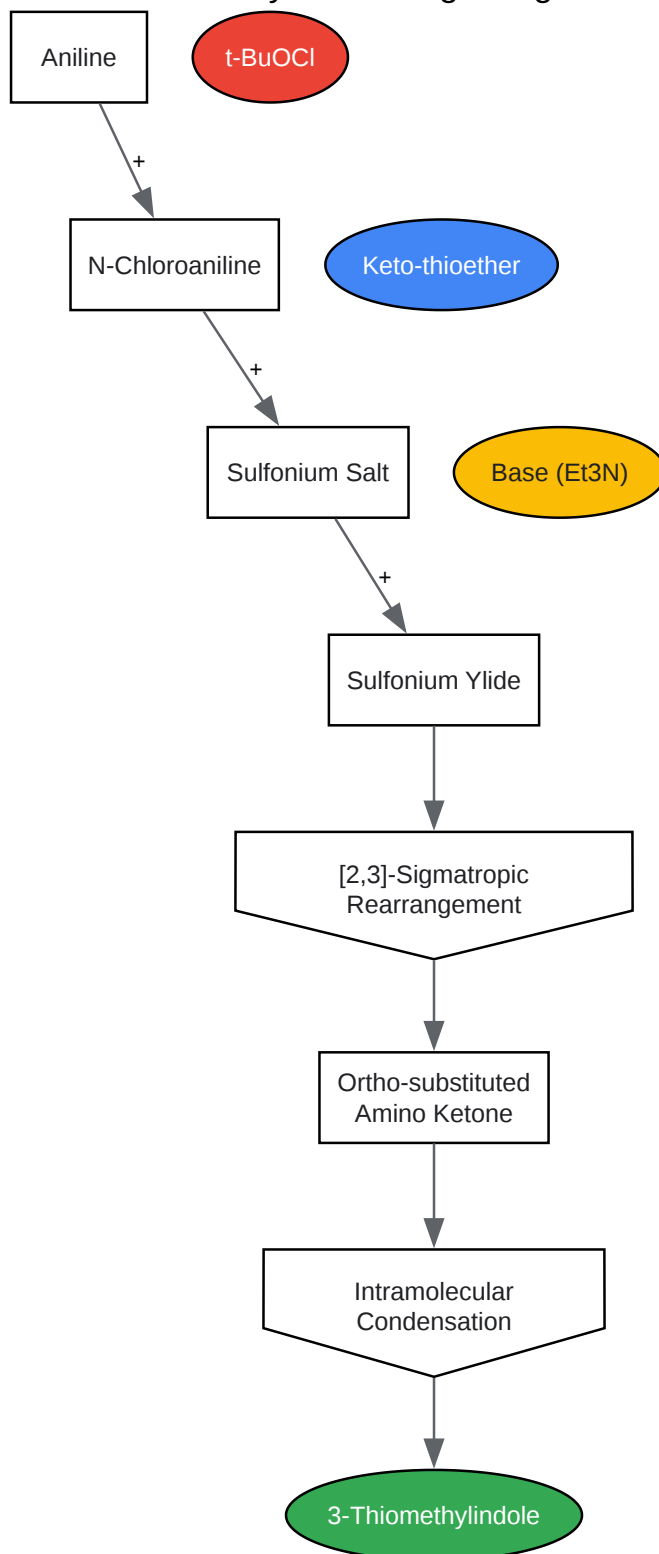 Aniline
t-BuOCl
+
N-Chloroaniline
Keto-thioether
+
Sulfonium Salt
Base (Et3N)
+
Sulfonium Ylide
[2,3]-Sigmatropic
Rearrangement
Ortho-substituted
Amino Ketone
Intramolecular
Condensation
3-Thiomethylindole